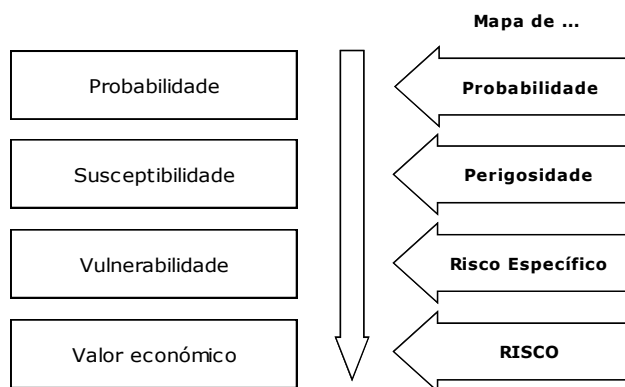 Mapa de ...
Probabilidade
Probabilidade
Susceptibilidade
Perigosidade
Vulnerabilidade
Risco Específico
Valor económico
RISCO